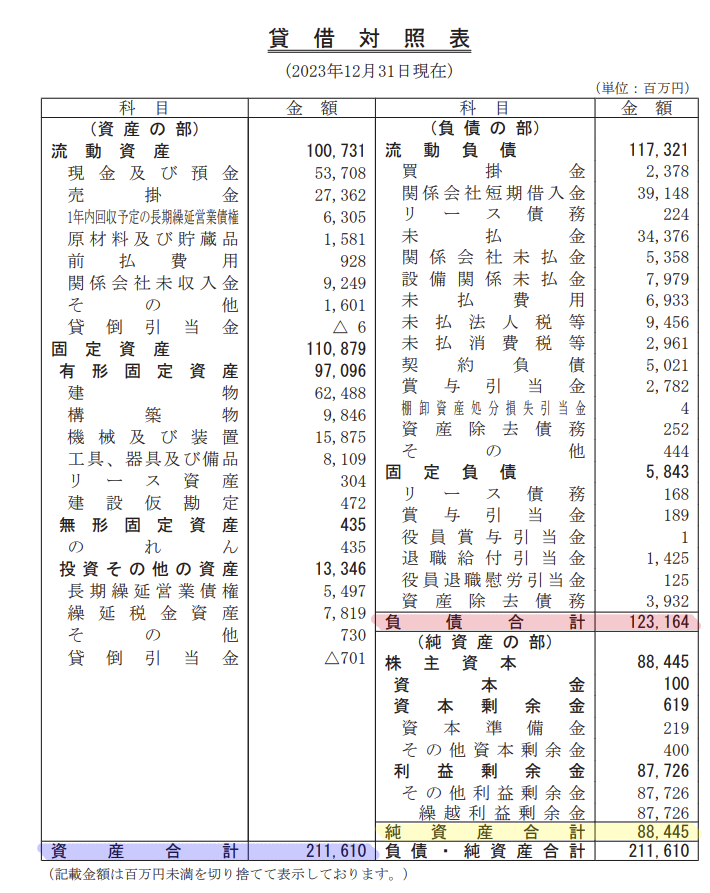 貸借対照表
(2023年12月31日現在)
(単位：百万円)
科目 金額 科目 金額
(資産の部) (負債の部)
流動資産 100,731 流動負債 117,321
現金及び預金 53,708 買掛金 2,378
売掛金 27,362 関係会社短期借入金 39,148
1年内回収予定の長期繰延営業債権 6,305 リース債務 224
原材料及び貯蔵品 1,581 未払金 34,376
前払費用 928 関係会社未払金 5,358
関係会社未収入金 9,249 設備関係未払金 7,979
その他 1,601 未払費用 6,933
貸倒引当金 △ 6 未払法人税等 9,456
固定資産 110,879 未払消費税等 2,961
有形固定資産 97,096 契約負債 5,021
建物 62,488 賞与引当金 2,782
構築物 9,846 棚卸資産処分損失引当金 4
機械及び装置 15,875 資産除去債務 252
工具、器具及び備品 8,109 その他 444
リース資産 304 固定負債 5,843
建設仮勘定 472 リース債務 168
無形固定資産 435 賞与引当金 189
のれん 435 役員賞与引当金 1
投資その他の資産 13,346 退職給付引当金 1,425
長期繰延営業債権 5,497 役員退職慰労引当金 125
繰延税金資産 7,819 資産除去債務 3,932
その他 730 負債合計 123,164
貸倒引当金 △701 (純資産の部)
株主資本 88,445
資本金 100
資本剰余金 619
資本準備金 219
その他資本剰余金 400
利益剰余金 87,726
その他利益剰余金 87,726
繰越利益剰余金 87,726
純資産合計 88,445
資産合計 211,610 負債・純資産合計 211,610
(記載金額は百万円未満を切り捨てて表示しております。)